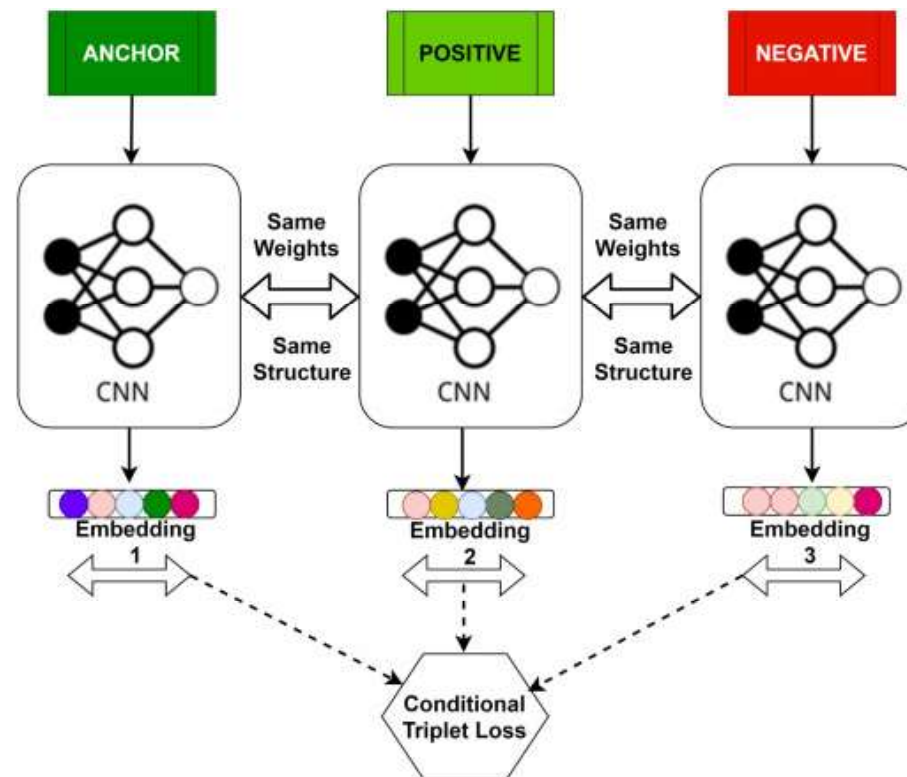 ANCHOR
POSITIVE
NEGATIVE
Same
Weights
Same
Weights
Same
Structure
Same
Structure
CNN
CNN
CNN
Embedding
1
Embedding
2
Embedding
3
Conditional
Triplet Loss